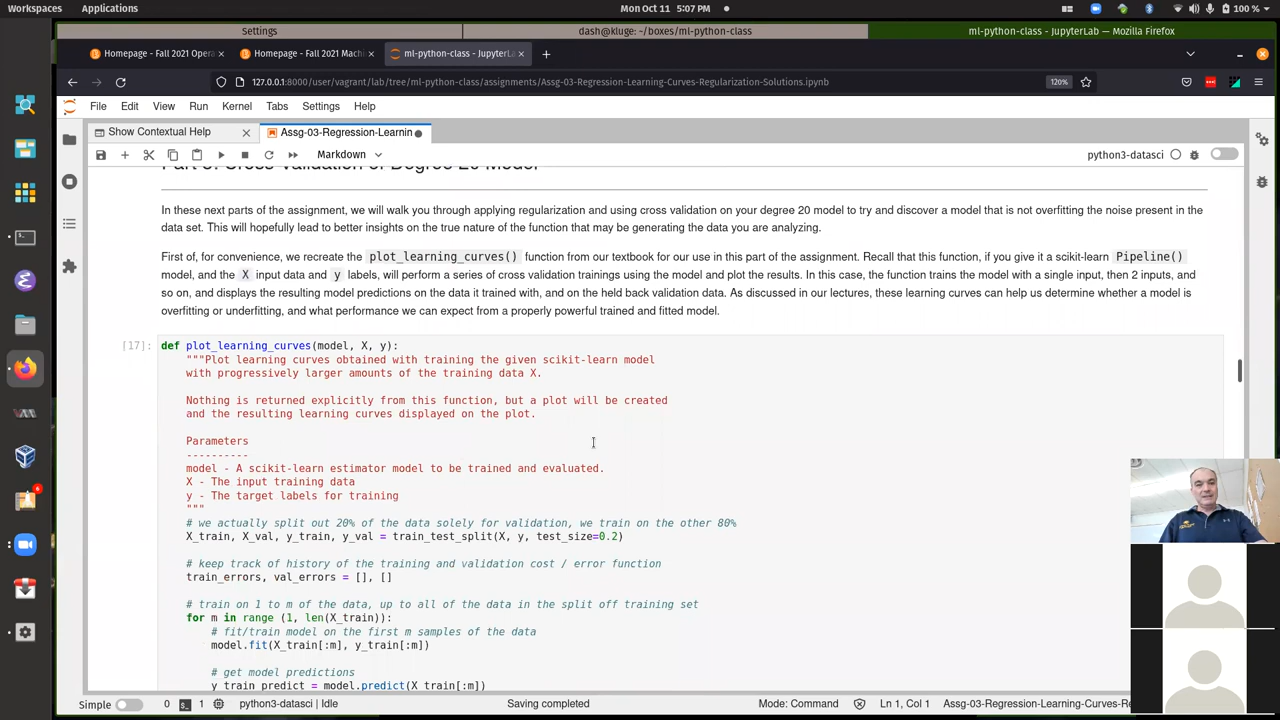 Workspaces Applications Mon Oct 11 5:07 PM 100 %
Settings dash@kluge: ~/boxes/ml-python-class ml-python-class - JupyterLab — Mozilla Firefox
Homepage - Fall 2021 Opera Homepage - Fall 2021 Machi ml-python-class - JupyterLab
127.0.0.1:8000/user/vagrant/lab/tree/ml-python-class/assignments/Assg-03-Regression-Learning-Curves-Regularization-Solutions.ipynb 120%
File Edit View Run Kernel Tabs Settings Help
Show Contextual Help Assg-03-Regression-Learnin
Markdown python3-datasci
In these next parts of the assignment, we will walk you through applying regularization and using cross validation on your degree 20 model to try and discover a model that is not overfitting the noise present in the
data set. This will hopefully lead to better insights on the true nature of the function that may be generating the data you are analyzing.
First of, for convenience, we recreate the plot_learning_curves() function from our textbook for our use in this part of the assignment. Recall that this function, if you give it a scikit-learn Pipeline()
model, and the X input data and y labels, will perform a series of cross validation trainings using the model and plot the results. In this case, the function trains the model with a single input, then 2 inputs, and
so on, and displays the resulting model predictions on the data it trained with, and on the held back validation data. As discussed in our lectures, these learning curves can help us determine whether a model is
overfitting or underfitting, and what performance we can expect from a properly powerful trained and fitted model.
[17]: def plot_learning_curves(model, X, y):
"""Plot learning curves obtained with training the given scikit-learn model
with progressively larger amounts of the training data X.
Nothing is returned explicitly from this function, but a plot will be created
and the resulting learning curves displayed on the plot.
Parameters
----------
model - A scikit-learn estimator model to be trained and evaluated.
X - The input training data
y - The target labels for training
"""
# we actually split out 20% of the data solely for validation, we train on the other 80%
X_train, X_val, y_train, y_val = train_test_split(X, y, test_size=0.2)
# keep track of history of the training and validation cost / error function
train_errors, val_errors = [], []
# train on 1 to m of the data, up to all of the data in the split off training set
for m in range (1, len(X_train)):
# fit/train model on the first m samples of the data
model.fit(X_train[:m], y_train[:m])
# get model predictions
y_train_predict = model.predict(X_train[:m])
Simple 0 1 python3-datasci | Idle Saving completed Mode: Command Ln 1, Col 1 Assg-03-Regression-Learning-Curves-Re